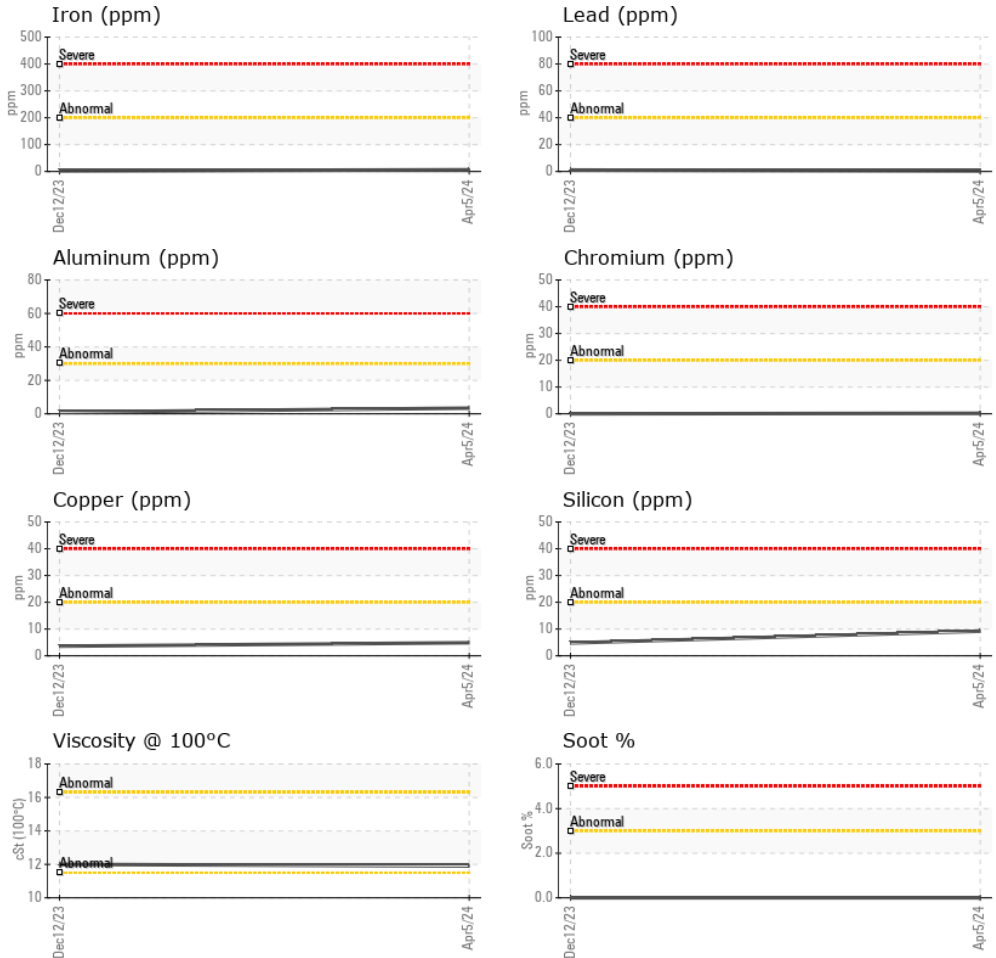 Iron (ppm)
500
400
300
200
100
0
ppm
Severe
Abnormal
Dec12/23
Apr5/24
Lead (ppm)
100
80
60
40
20
0
ppm
Severe
Abnormal
Dec12/23
Apr5/24
Aluminum (ppm)
80
60
40
20
0
ppm
Severe
Abnormal
Dec12/23
Apr5/24
Chromium (ppm)
50
40
30
20
10
0
ppm
Severe
Abnormal
Dec12/23
Apr5/24
Copper (ppm)
50
40
30
20
10
0
ppm
Severe
Abnormal
Dec12/23
Apr5/24
Silicon (ppm)
50
40
30
20
10
0
ppm
Severe
Abnormal
Dec12/23
Apr5/24
Viscosity @ 100°C
18
16
14
12
10
cSt (100°C)
Abnormal
Abnormal
Dec12/23
Apr5/24
Soot %
6.0
4.0
2.0
0.0
Soot %
Severe
Abnormal
Dec12/23
Apr5/24